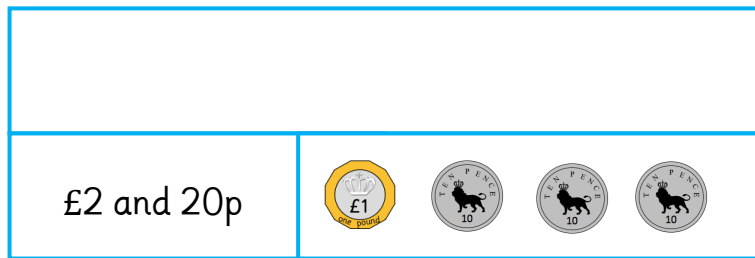 £2 and 20p
£1
one pound
TEN PENCE
10
TEN PENCE
10
TEN PENCE
10